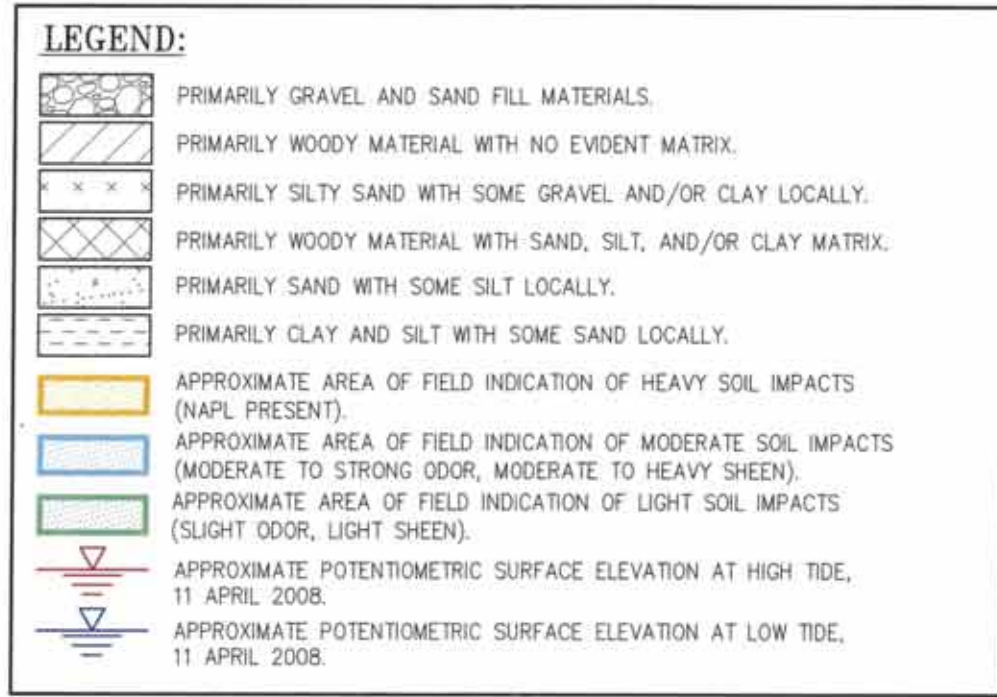 LEGEND:
PRIMARILY GRAVEL AND SAND FILL MATERIALS.
PRIMARILY WOODY MATERIAL WITH NO EVIDENT MATRIX.
PRIMARILY SILTY SAND WITH SOME GRAVEL AND/OR CLAY LOCALLY.
PRIMARILY WOODY MATERIAL WITH SAND, SILT, AND/OR CLAY MATRIX.
PRIMARILY SAND WITH SOME SILT LOCALLY.
PRIMARILY CLAY AND SILT WITH SOME SAND LOCALLY.
APPROXIMATE AREA OF FIELD INDICATION OF HEAVY SOIL IMPACTS
(NAPL PRESENT).
APPROXIMATE AREA OF FIELD INDICATION OF MODERATE SOIL IMPACTS
(MODERATE TO STRONG ODOR, MODERATE TO HEAVY SHEEN).
APPROXIMATE AREA OF FIELD INDICATION OF LIGHT SOIL IMPACTS
(SLIGHT ODOR, LIGHT SHEEN).
APPROXIMATE POTENTIOMETRIC SURFACE ELEVATION AT HIGH TIDE,
11 APRIL 2008.
APPROXIMATE POTENTIOMETRIC SURFACE ELEVATION AT LOW TIDE,
11 APRIL 2008.